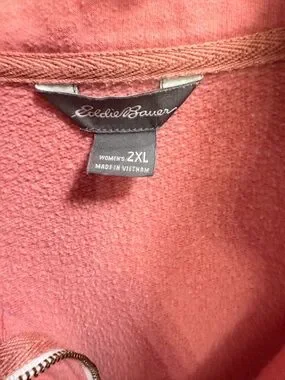 Eddie Bauer
WOMEN'S 2XL
MADE IN VIETNAM